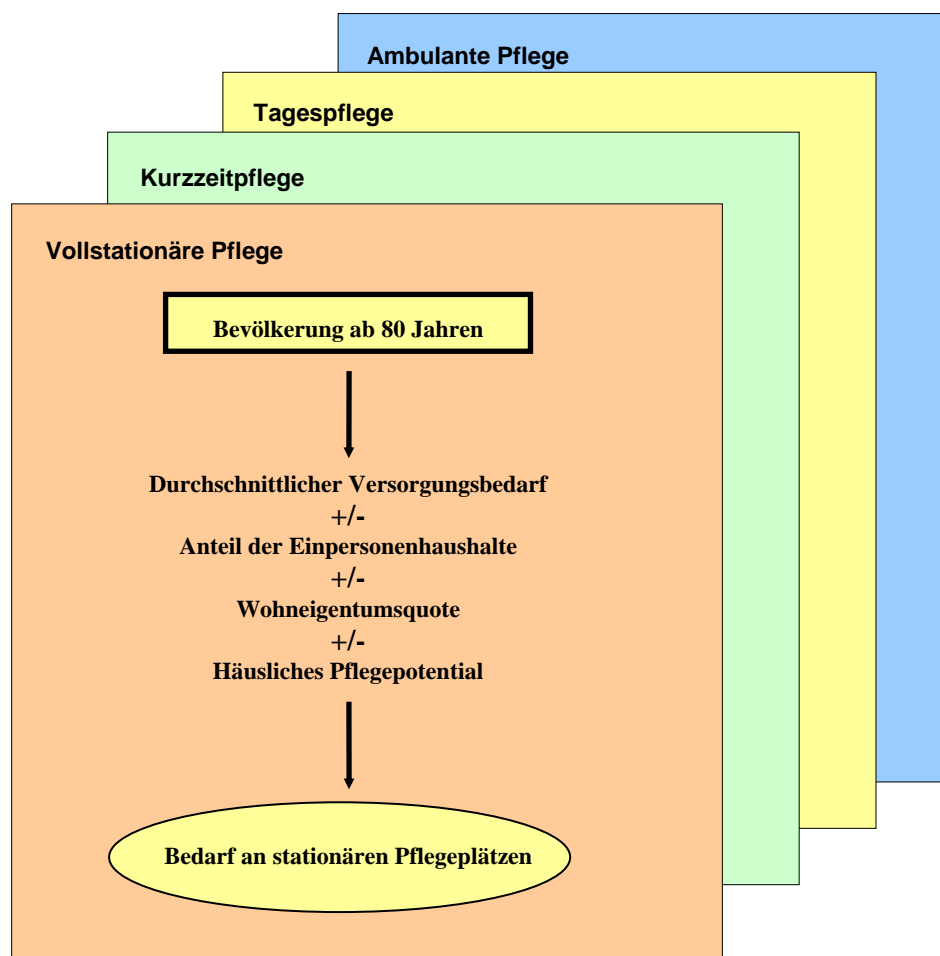 Ambulante Pflege
Tagespflege
Kurzzeitpflege
Vollstationäre Pflege
Bevölkerung ab 80 Jahren
Durchschnittlicher Versorgungsbedarf
+/-
Anteil der Einpersonenhaushalte
+/-
Wohneigentumsquote
+/-
Häusliches Pflegepotential
Bedarf an stationären Pflegeplätzen